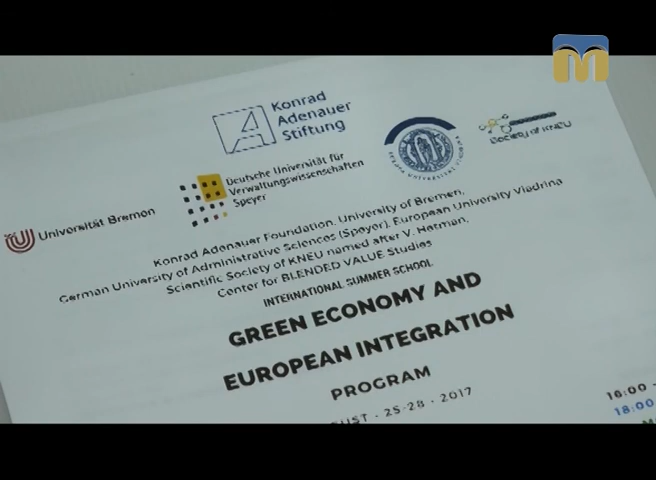 Konrad
Adenauer
Stiftung
Deutsche Universität für
Verwaltungswissenschaften
Speyer
Universität Bremen
Konrad Adenauer Foundation, University of Bremen,
German University of Administrative Sciences (Speyer), European University Viadrina
Scientific Society of KNEU named after V. Hetman,
Center for BLENDED VALUE Studies
INTERNATIONAL SUMMER SCHOOL
GREEN ECONOMY AND
EUROPEAN INTEGRATION
PROGRAM
25-28 - 2017
16:00 -
18:00